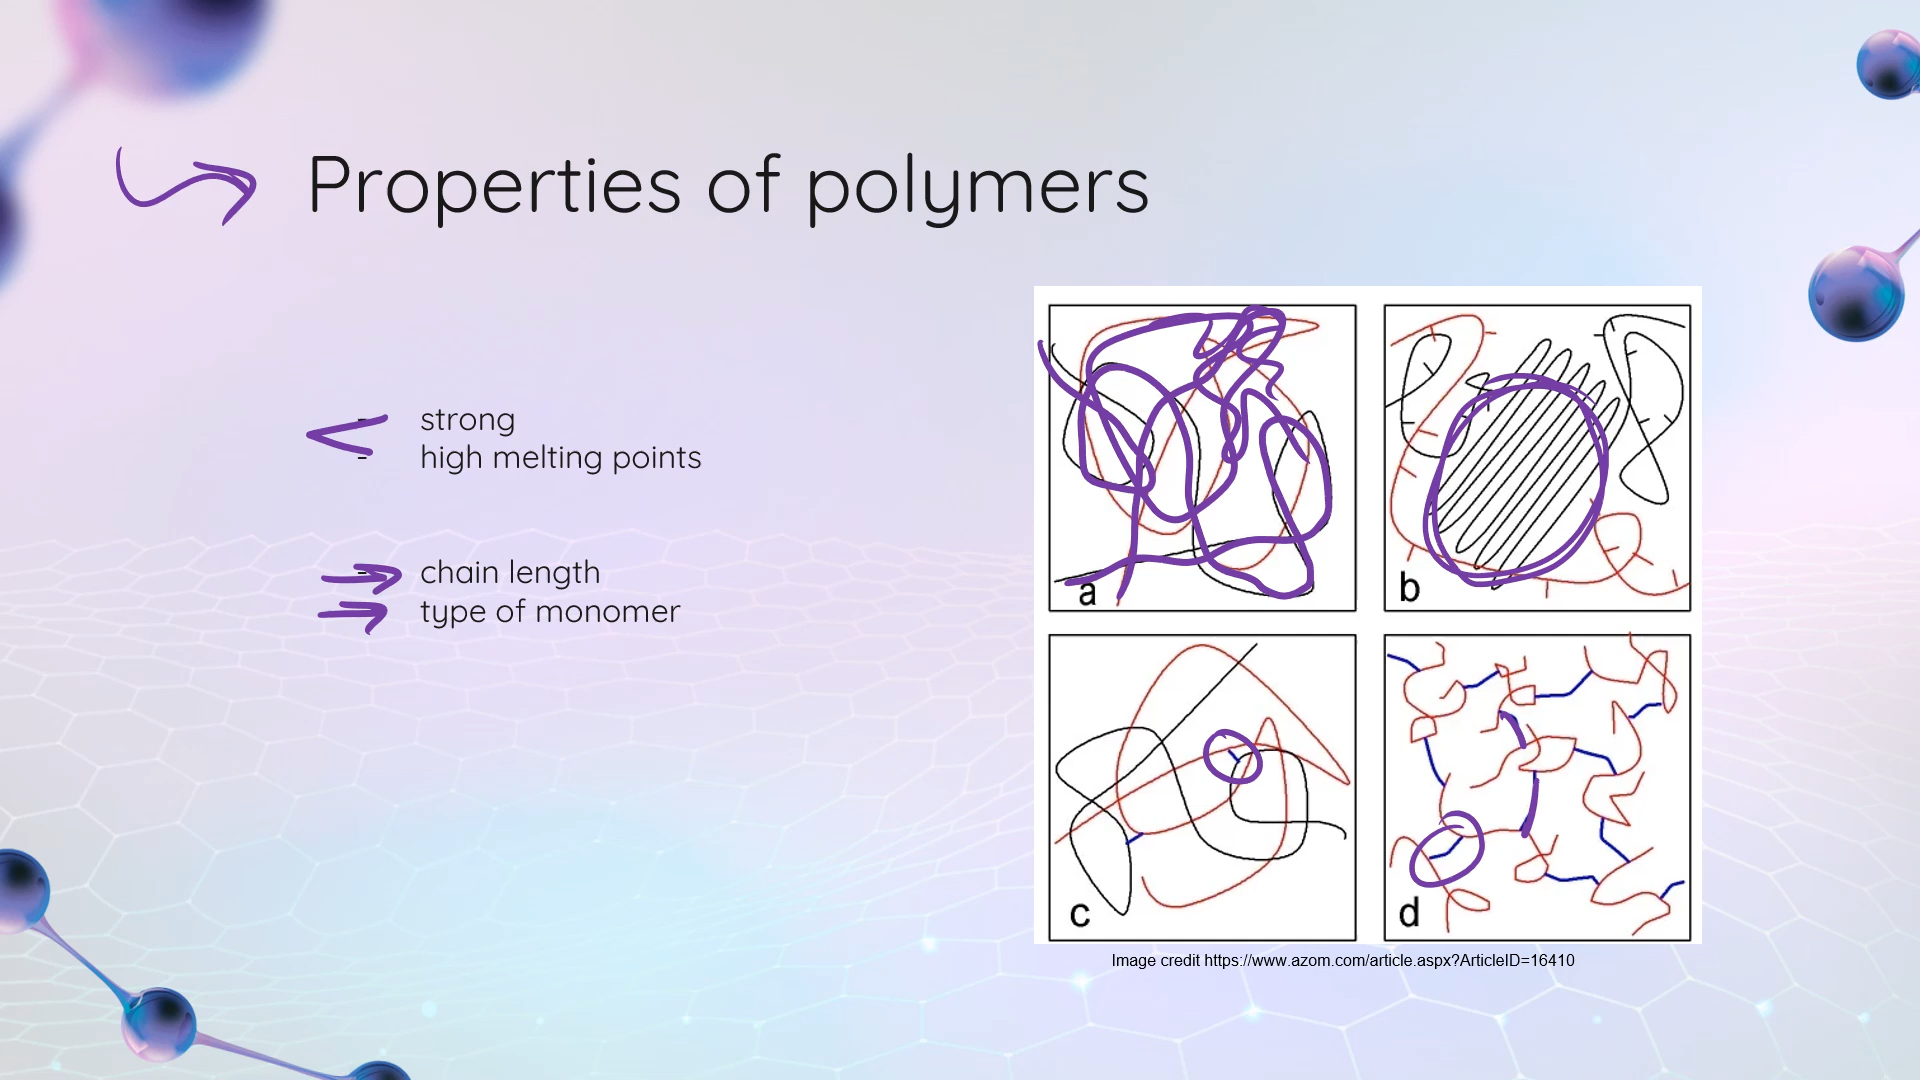 Properties of polymers
- strong
- high melting points
- chain length
type of monomer
a
b
c
d
Image credit https://www.azom.com/article.aspx?ArticleID=16410